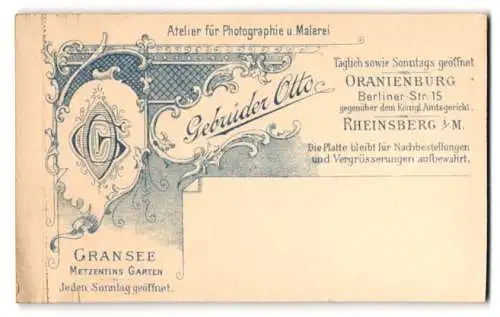 Atelier für Photographie u. Malerei
Gebrüder Otto
Täglich sowie Sonntags geöffnet
ORANIENBURG
Berliner-Str. 15
gegenüber dem Königl. Amtsgericht.
RHEINSBERG i/M.
Die Platte bleibt für Nachbestellungen
und Vergrösserungen aufbewahrt.
GRANSEE
METZENTINS GARTEN
Jeden Sonntag geöffnet.